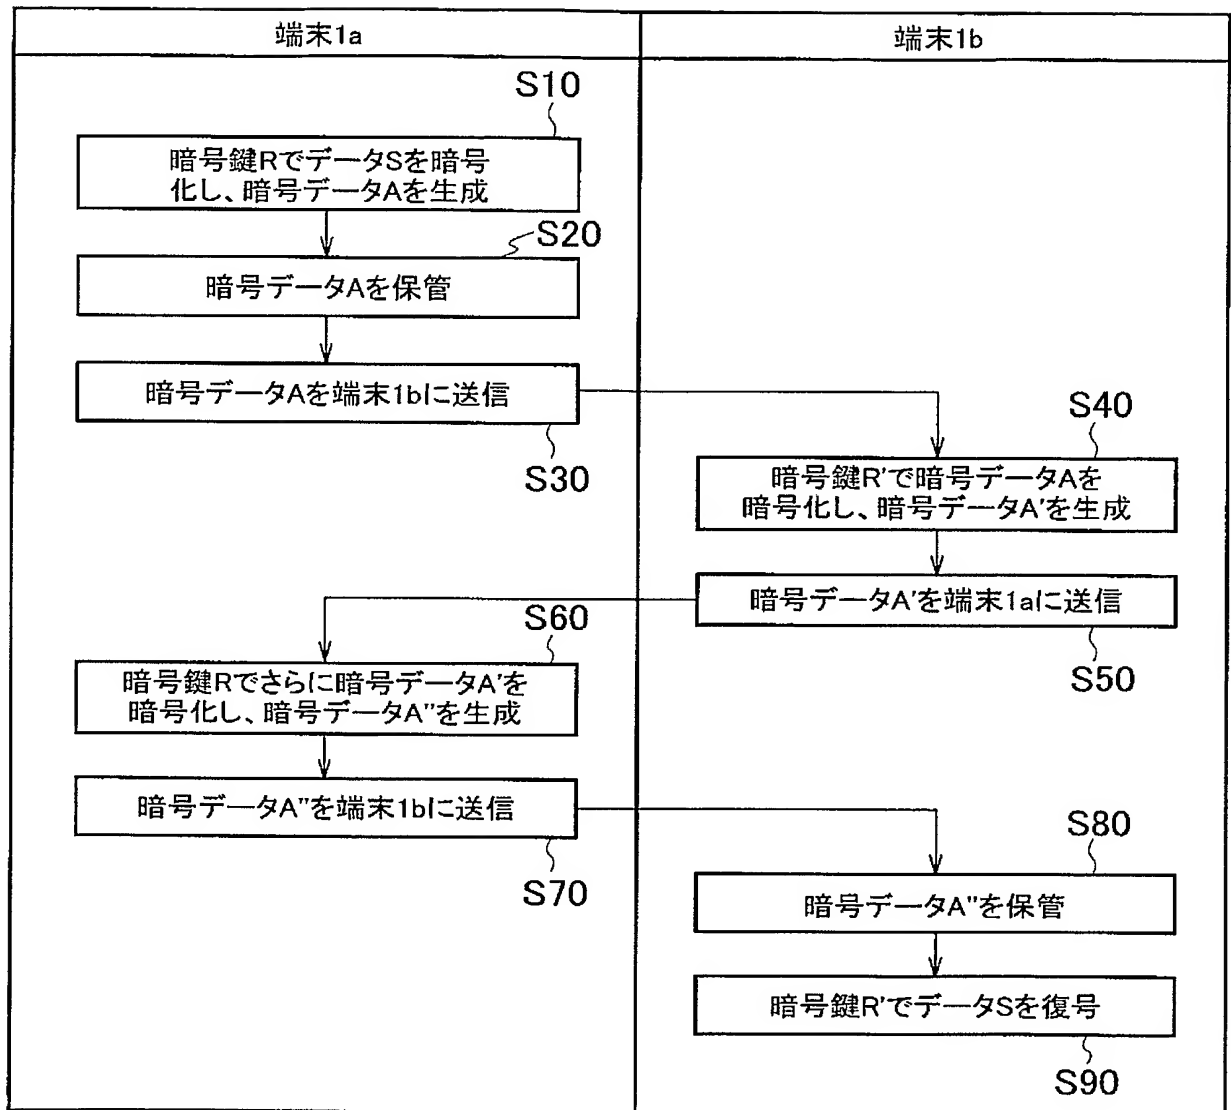 端末1a
端末1b
S10
暗号鍵RでデータSを暗号
化し、暗号データAを生成
S20
暗号データAを保管
暗号データAを端末1bに送信
S30
S40
暗号鍵R'で暗号データAを
暗号化し、暗号データA'を生成
暗号データA'を端末1aに送信
S50
S60
暗号鍵Rでさらに暗号データA'を
暗号化し、暗号データA''を生成
暗号データA''を端末1bに送信
S70
S80
暗号データA''を保管
暗号鍵R'でデータSを復号
S90